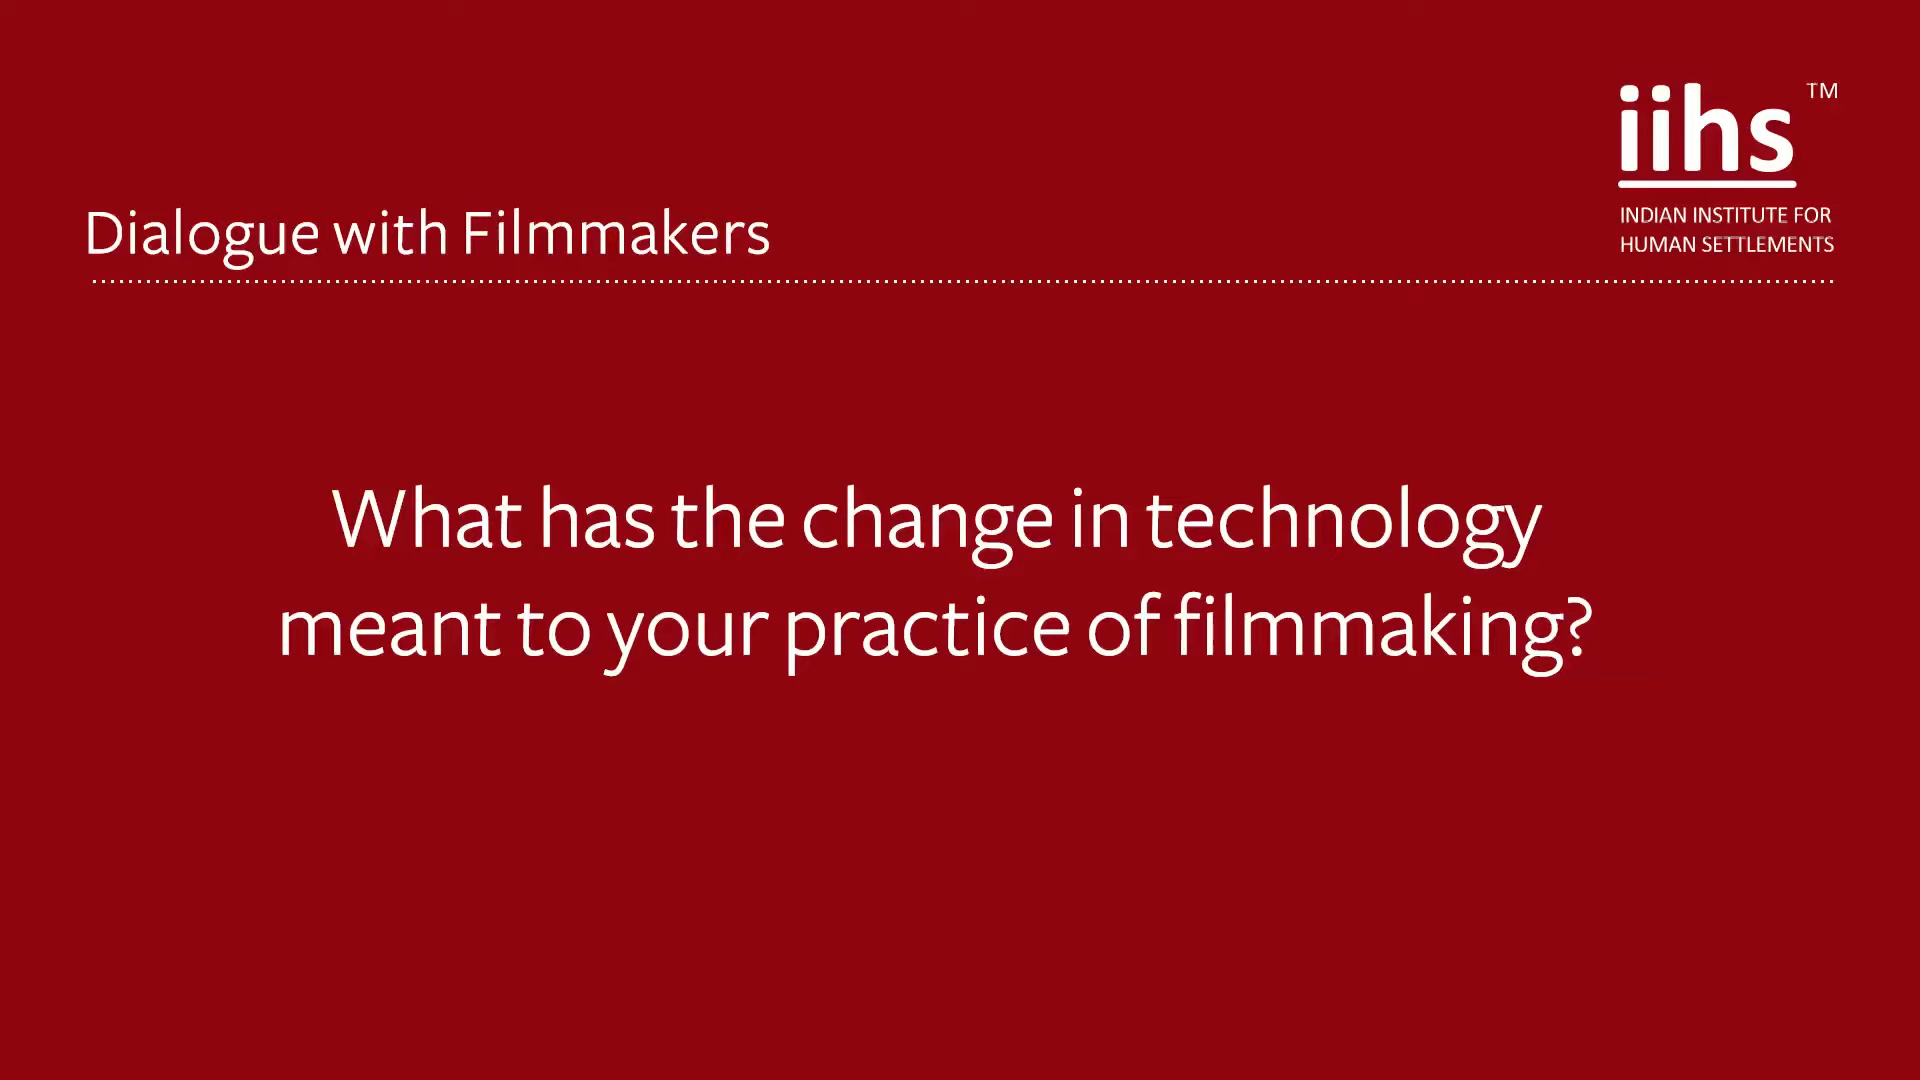 iihs TM
INDIAN INSTITUTE FOR
HUMAN SETTLEMENTS
Dialogue with Filmmakers
What has the change in technology
meant to your practice of filmmaking?